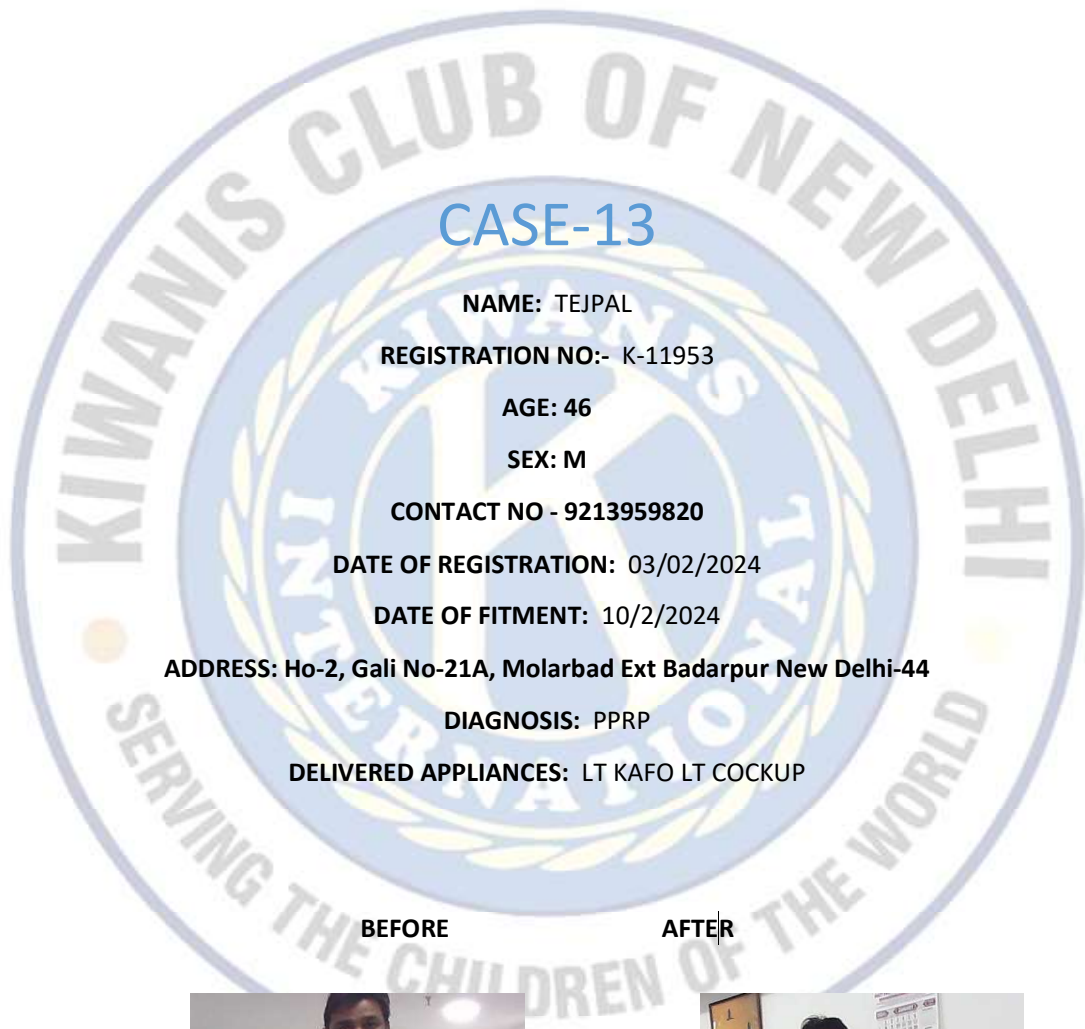 KIWANIS CLUB OF NEW DELHI
CASE-13
KIWANIS
NAME: TEJPAL
REGISTRATION NO:- K-11953
AGE: 46
SEX: M
CONTACT NO - 9213959820
DATE OF REGISTRATION: 03/02/2024
DATE OF FITMENT: 10/2/2024
ADDRESS: Ho-2, Gali No-21A, Molarbad Ext Badarpur New Delhi-44
DIAGNOSIS: PPRP
DELIVERED APPLIANCES: LT KAFO LT COCKUP
INTERNATIONAL
BEFORE AFTER
SERVING THE CHILDREN OF THE WORLD